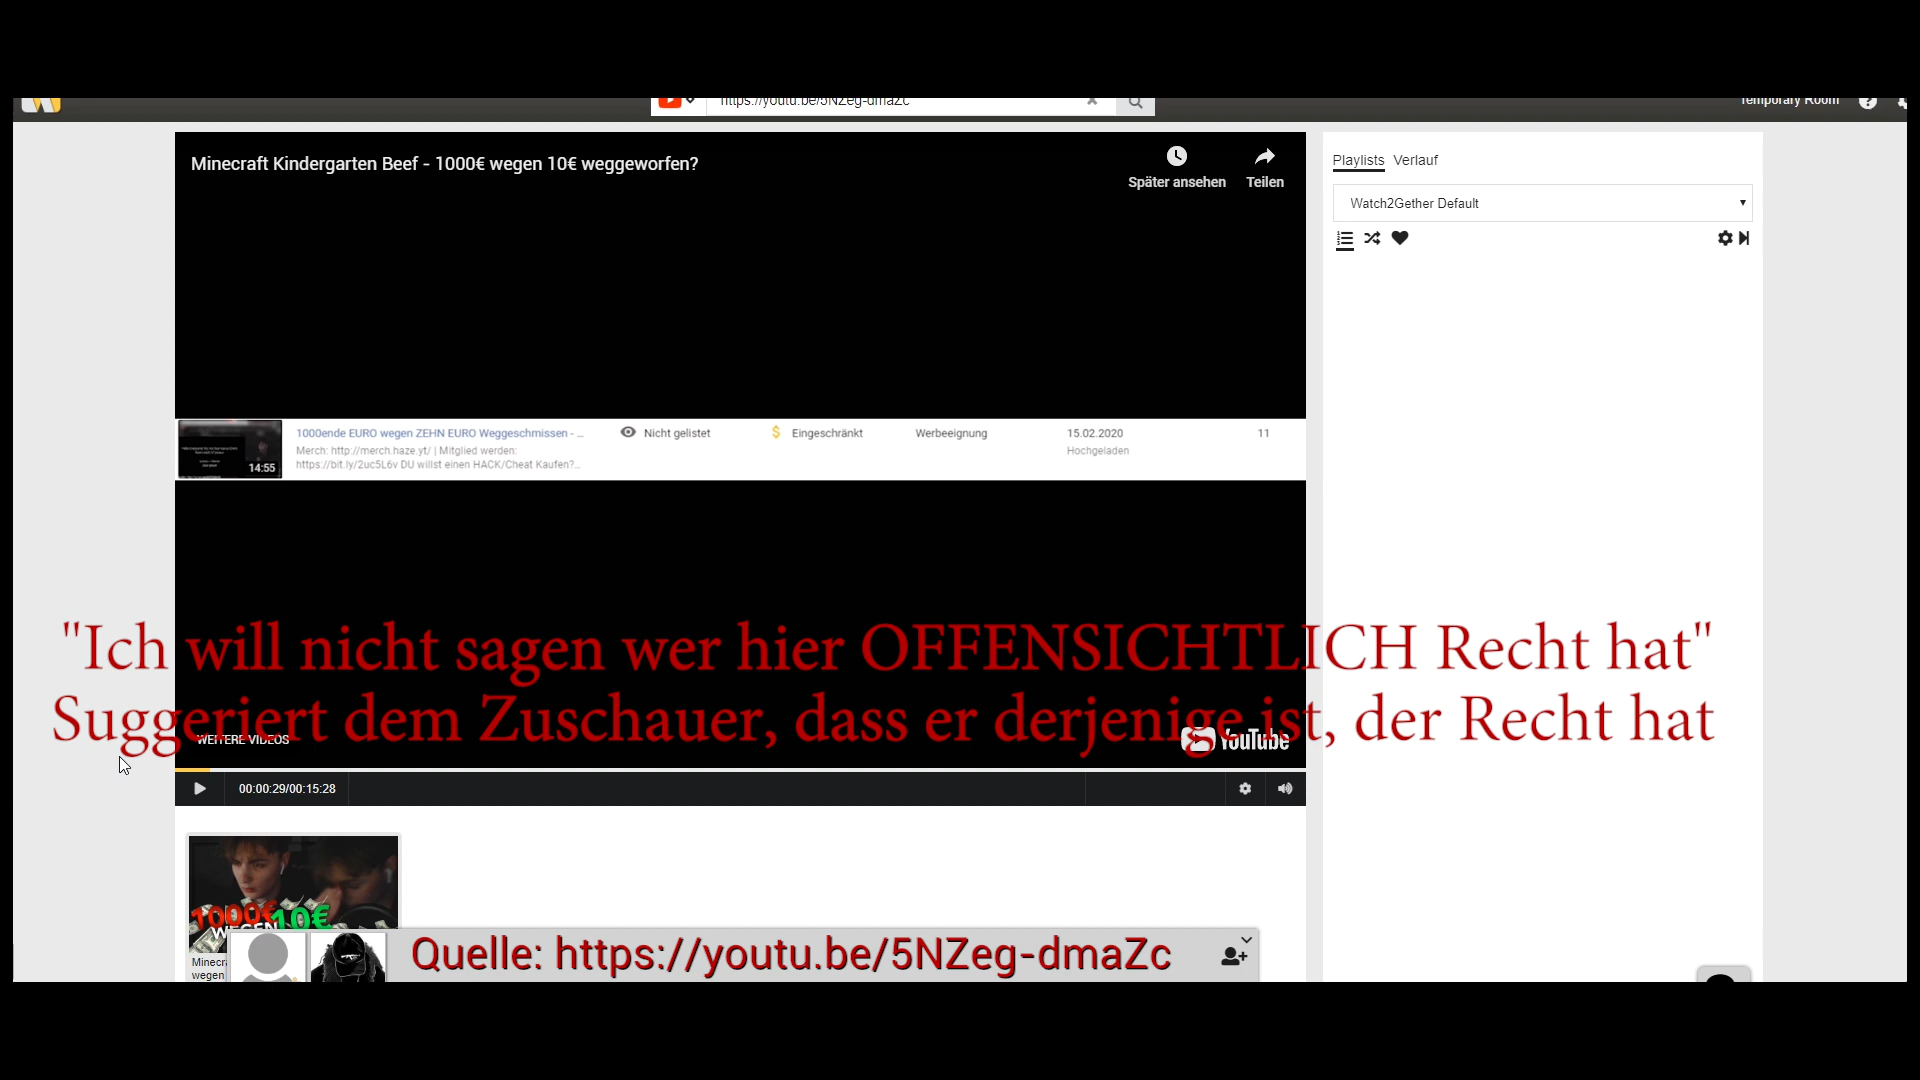 https://youtu.be/5NZeg-dmaZc
Temporary Room
Minecraft Kindergarten Beef - 1000€ wegen 10€ weggeworfen?
Später ansehen
Teilen
Playlists Verlauf
Watch2Gether Default
1000ende EURO wegen ZEHN EURO Weggeschmissen - ...
Nicht gelistet
Eingeschränkt
Werbeeignung
15.02.2020
11
Merch: http://merch.haze.yt/ | Mitglied werden:
Hochgeladen
https://bit.ly/2uc5L6v DU willst einen HACK/Cheat Kaufen?...
14:55
"Ich will nicht sagen wer hier OFFENSICHTLICH Recht hat"
Suggeriert dem Zuschauer, dass er derjenige ist, der Recht hat
WEITERE VIDEOS
YouTube
00:00:29/00:15:28
1000€ 10€
WEGEN
Minecr
wegen
Quelle: https://youtu.be/5NZeg-dmaZc